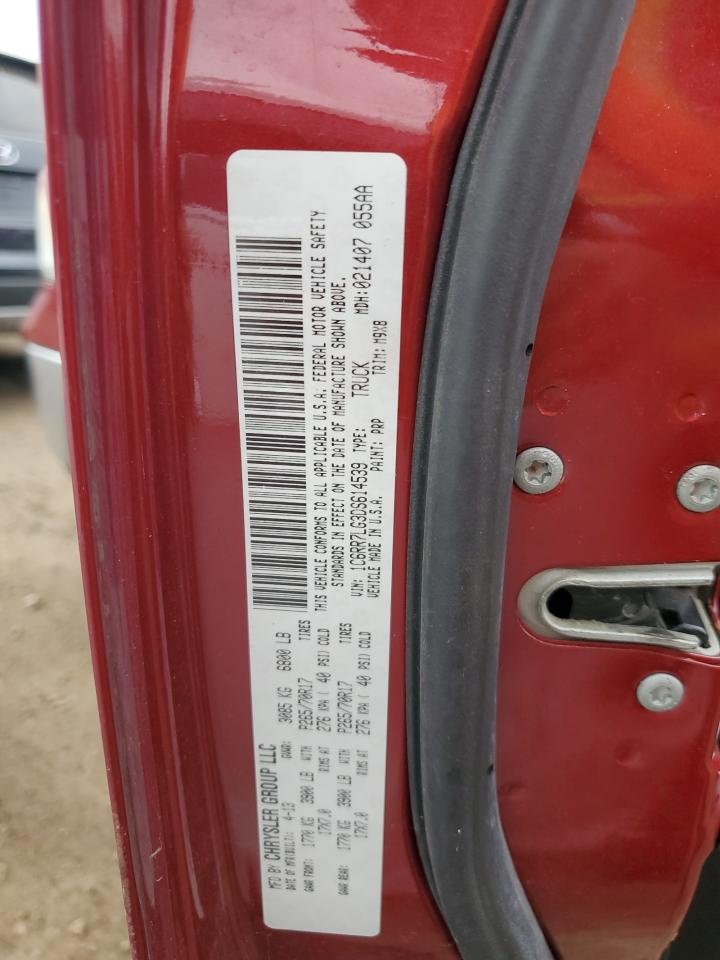 MFD BY CHRYSLER GROUP LLC
DATE OF MFR(BUILT): 4-13 GVWR: 3085 KG 6800 LB
GAWR FRONT: 1770 KG 3900 LB WITH P265/70R17 TIRES
17X7.0 RIMS AT 276 KPA ( 40 PSI) COLD
GAWR REAR: 1770 KG 3900 LB WITH P265/70R17 TIRES
17X7.0 RIMS AT 276 KPA ( 40 PSI) COLD
THIS VEHICLE CONFORMS TO ALL APPLICABLE U.S.A. FEDERAL MOTOR VEHICLE SAFETY
STANDARDS IN EFFECT ON THE DATE OF MANUFACTURE SHOWN ABOVE.
VIN: 1C6RR7LG3DS614539 TYPE: TRUCK MDH:021407 055AA
VEHICLE MADE IN U.S.A. PAINT: PRP TRIM: M9X8